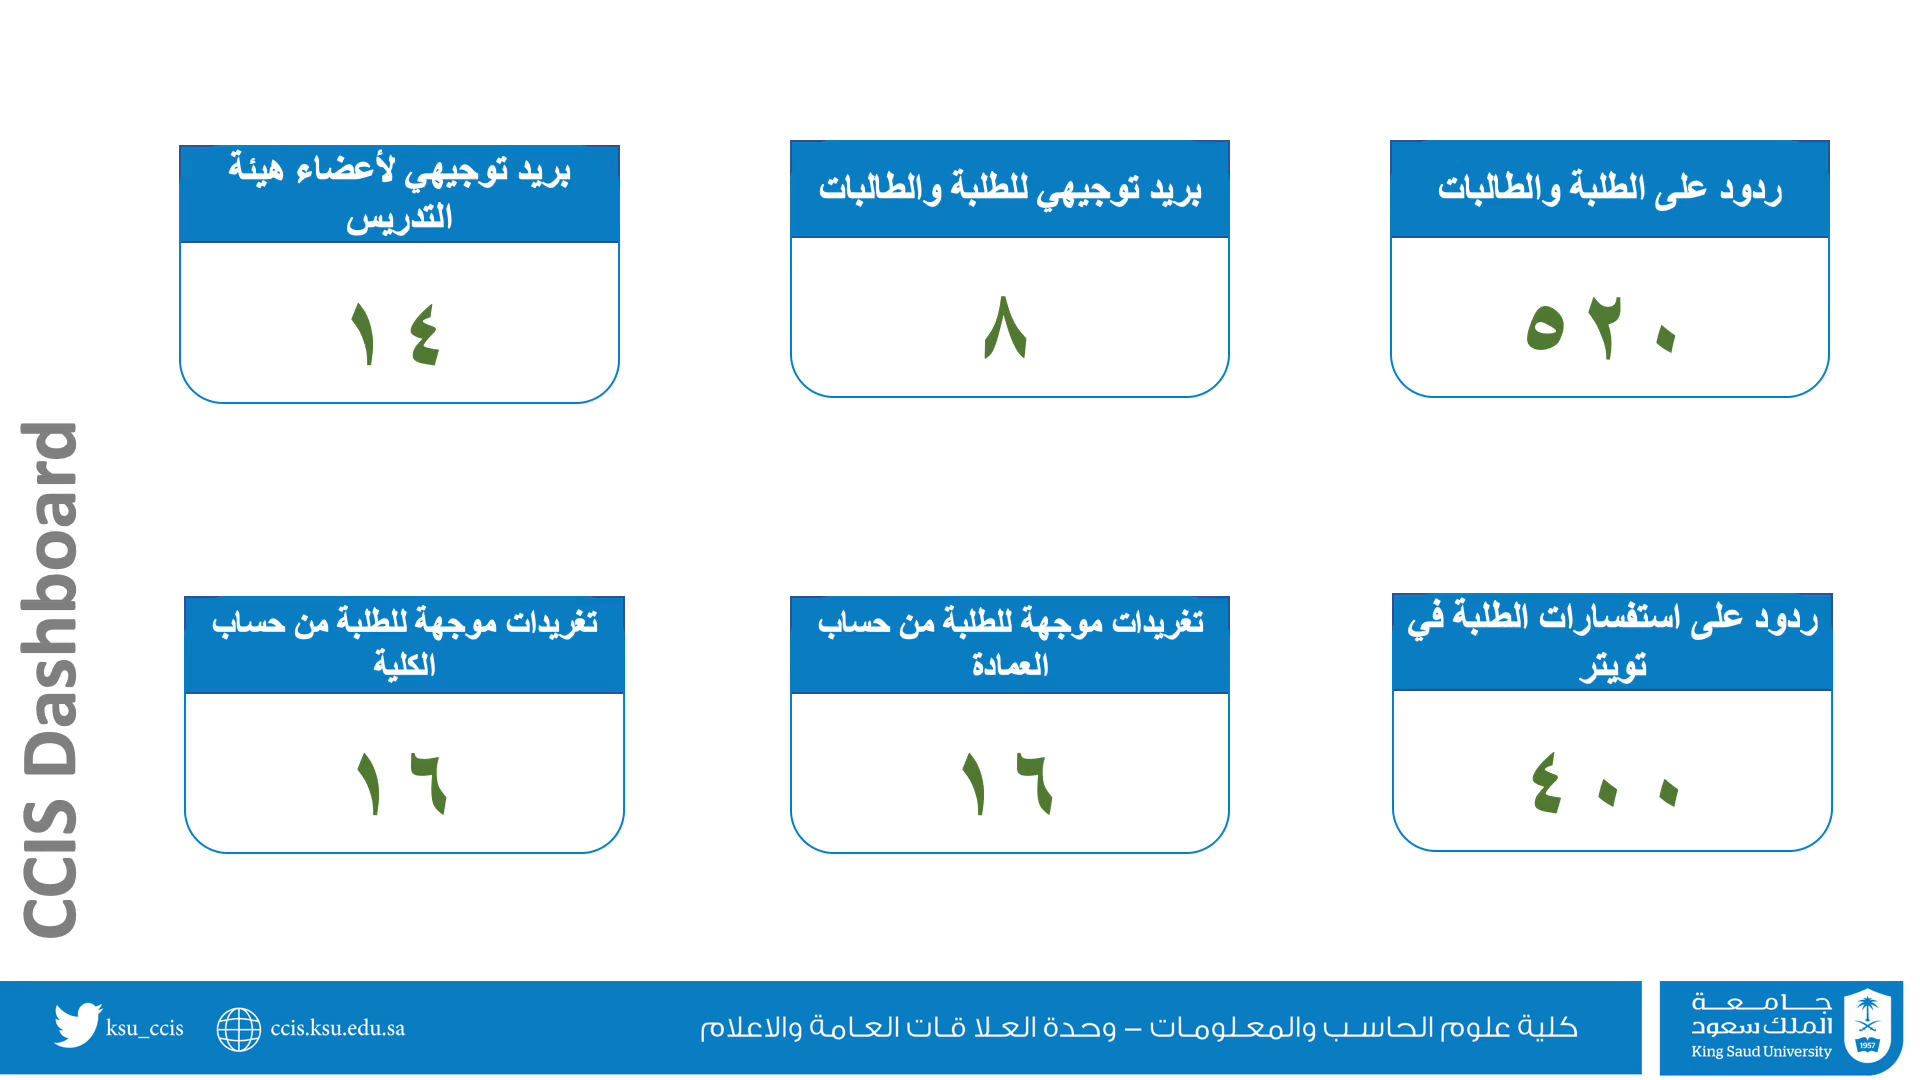 ردود على الطلبة والطالبات
٥٢٠
بريد توجيهي للطلبة والطالبات
٨
بريد توجيهي لأعضاء هيئة
التدريس
١٤
ردود على استفسارات الطلبة في
تويتر
٤٠٠
تغريدات موجهة للطلبة من حساب
العمادة
١٦
تغريدات موجهة للطلبة من حساب
الكلية
١٦
CCIS Dashboard
جـامـعـة
الملك سعود
King Saud University
1957
كلية علوم الحاسب والمعلومات – وحدة العلا قات العامة والاعلام
ccis.ksu.edu.sa
ksu_ccis